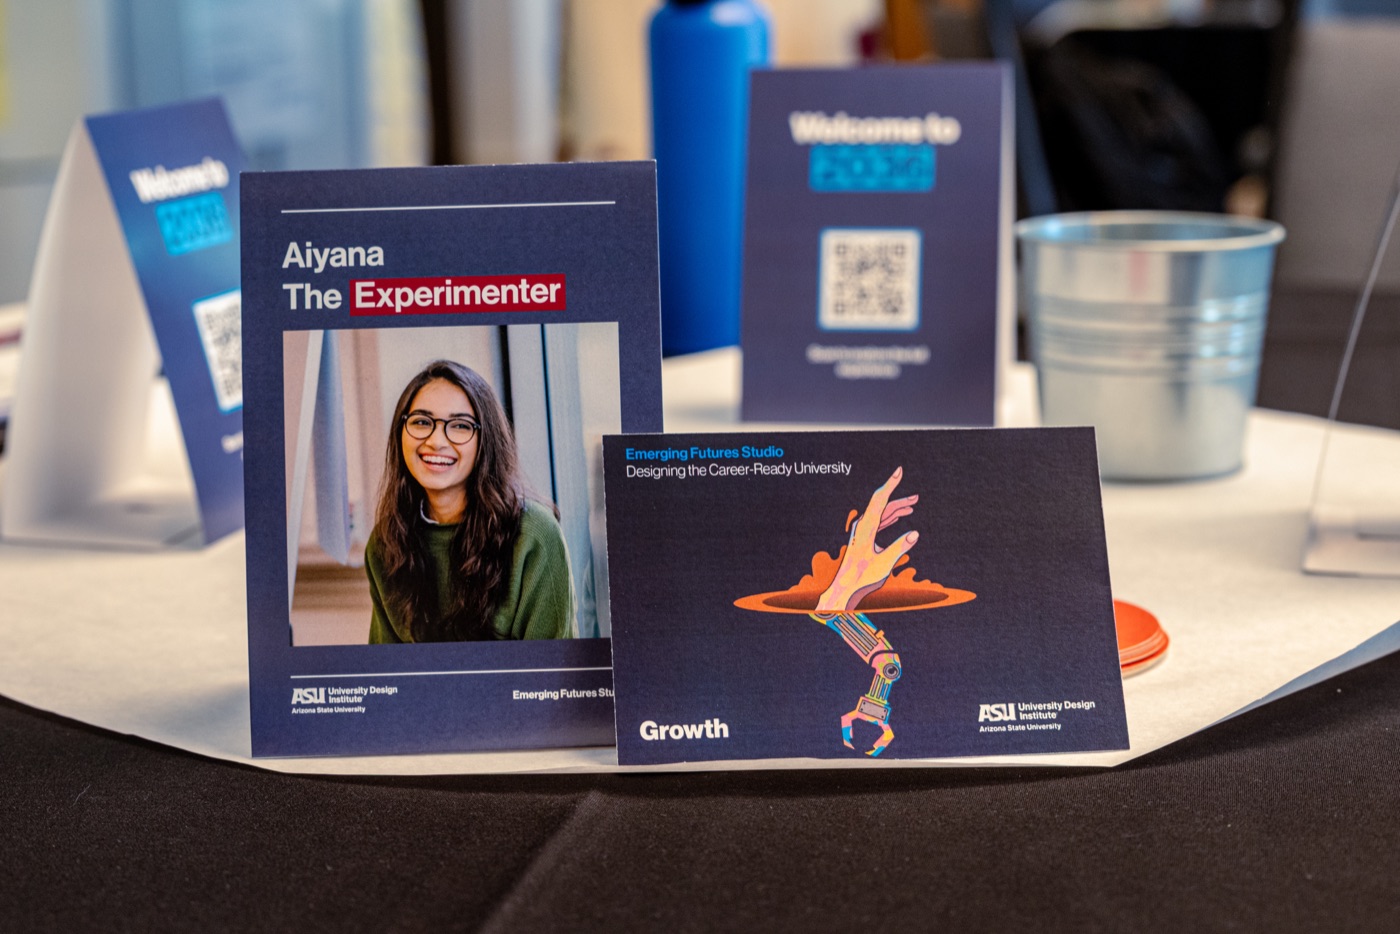 Welcome to
Welcome to
Aiyana
The Experimenter
ASU University Design
Institute
Arizona State University
Emerging Futures
Emerging Futures Studio
Designing the Career-Ready University
Growth
ASU University Design
Institute
Arizona State University